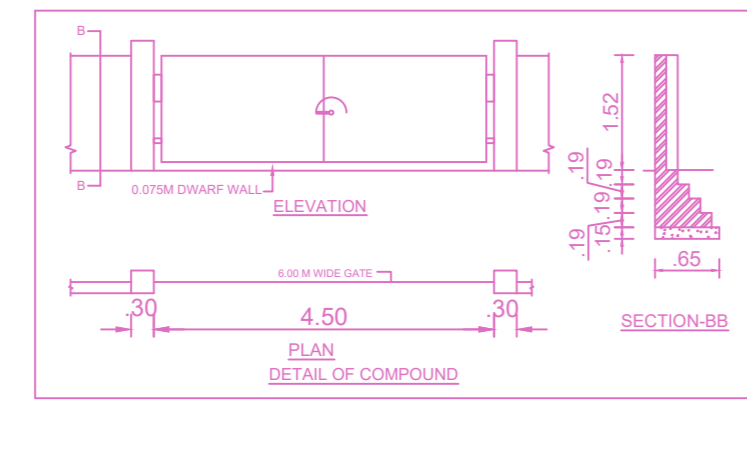 B
B
0.075M DWARF WALL
ELEVATION
6.00 M WIDE GATE
.30
4.50
.30
PLAN
DETAIL OF COMPOUND
1.52
.19
.19
.19
.19
.15
.65
SECTION-BB